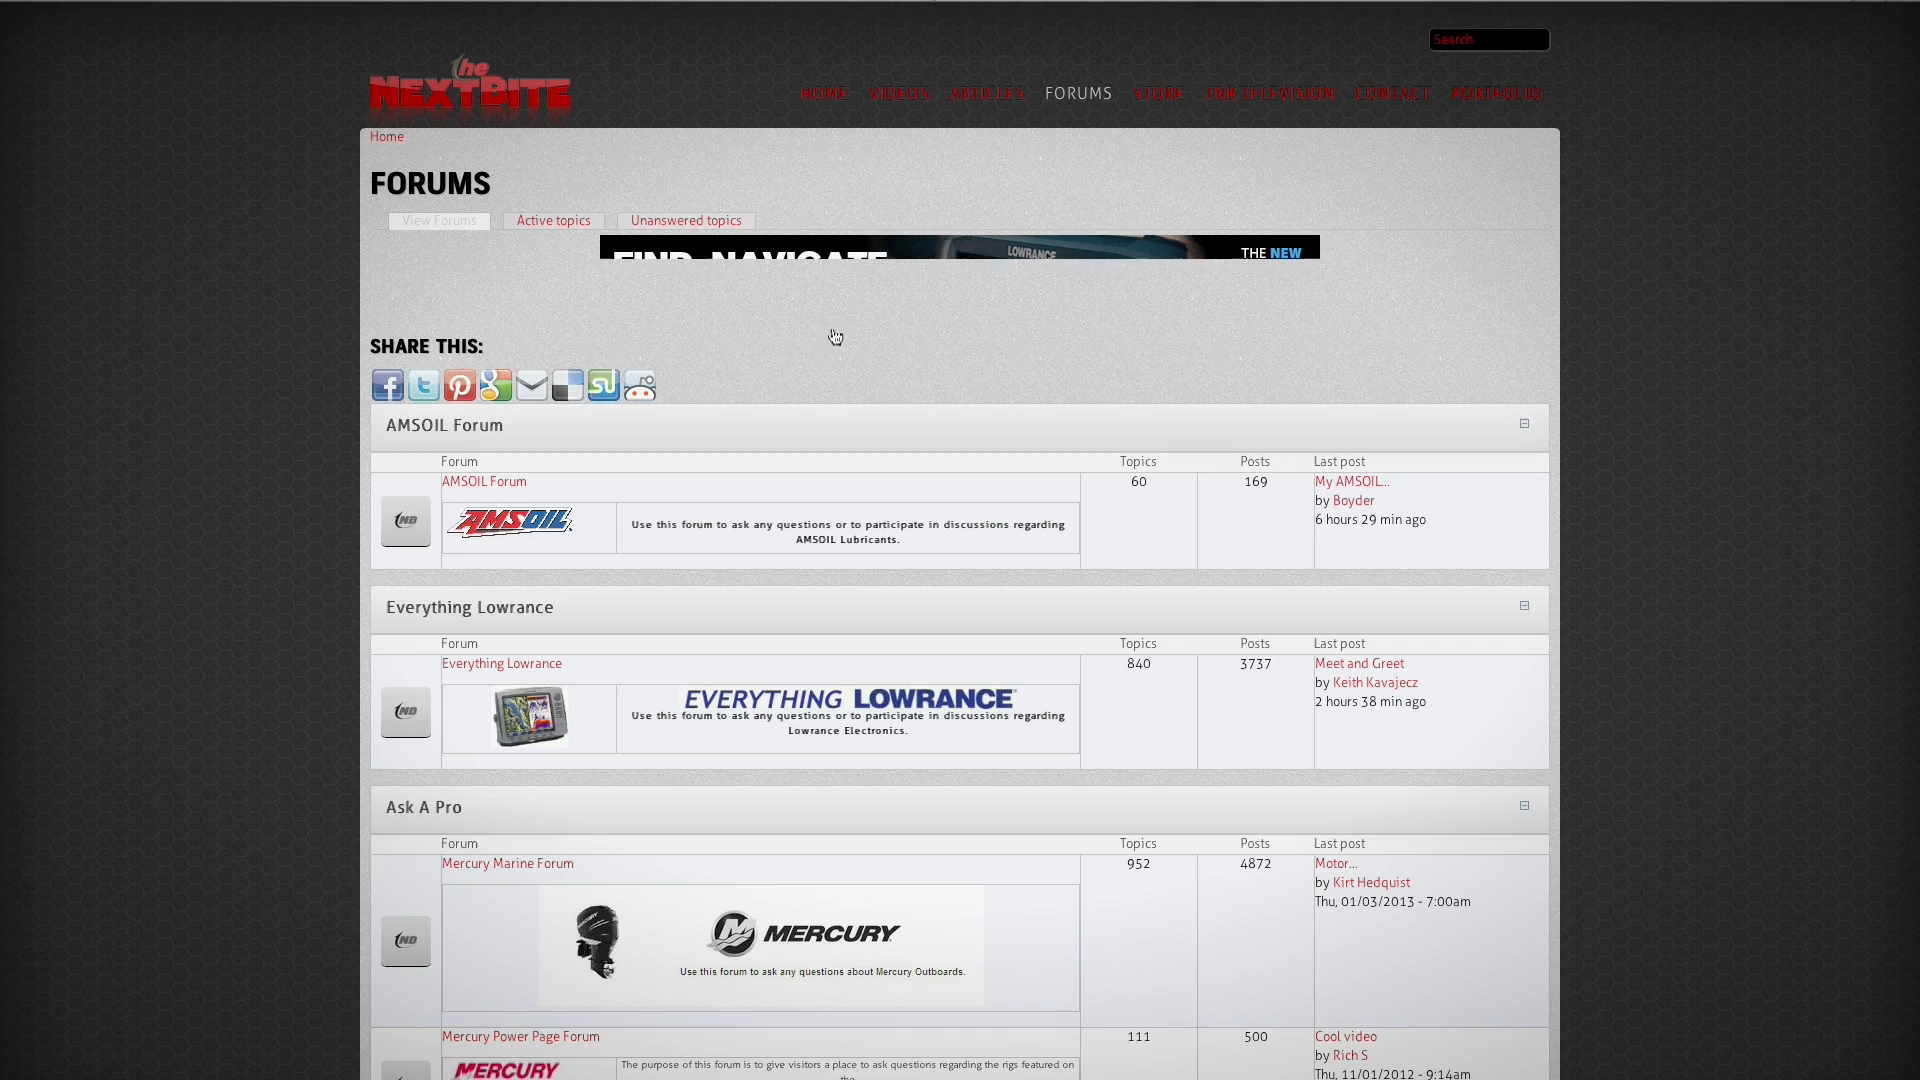 Search
the
NEXTBITE
HOME VIDEOS ARTICLES FORUMS STORE TNB TELEVISION CONTACT PORTFOLIO
Home
FORUMS
View Forums Active topics Unanswered topics
LOWRANCE THE NEW
SHARE THIS:
AMSOIL Forum
Forum Topics Posts Last post
AMSOIL Forum 60 169 My AMSOIL...
by Boyder
6 hours 29 min ago
AMSOIL
Use this forum to ask any questions or to participate in discussions regarding
AMSOIL Lubricants.
Everything Lowrance
Forum Topics Posts Last post
Everything Lowrance 840 3737 Meet and Greet
by Keith Kavajecz
2 hours 38 min ago
EVERYTHING LOWRANCE
Use this forum to ask any questions or to participate in discussions regarding
Lowrance Electronics.
Ask A Pro
Forum Topics Posts Last post
Mercury Marine Forum 952 4872 Motor...
by Kirt Hedquist
Thu, 01/03/2013 - 7:00am
MERCURY
Use this forum to ask any questions about Mercury Outboards.
Mercury Power Page Forum 111 500 Cool video
by Rich S
Thu, 11/01/2012 - 9:14am
MERCURY
The purpose of this forum is to give visitors a place to ask questions regarding the rigs featured on
the